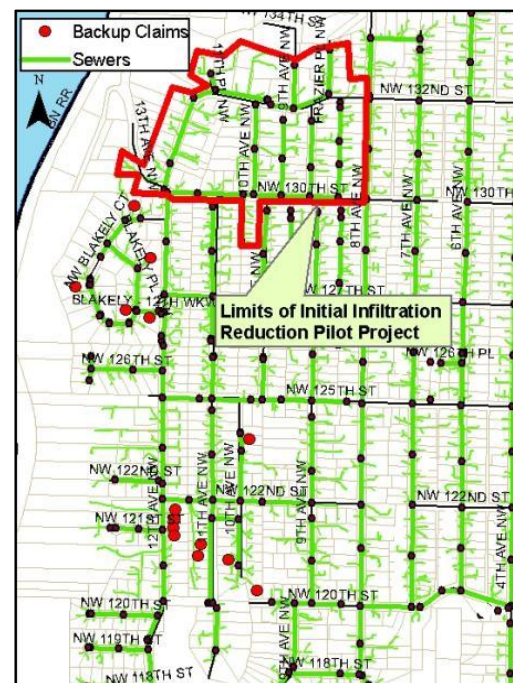 Backup Claims
Sewers
N
BN RR
NW 134TH ST
11TH PL NW
9TH AVE NW
FRAZIER PL NW
NW 132ND ST
13TH AVE NW
10TH AVE NW
NW 130TH ST
NW 130TH
8TH AVE NW
7TH AVE NW
6TH AVE NW
NW BLAKELY CT
BLAKELY PL
BLAKELY
12TH WKWY
NW 127TH ST
Limits of Initial Infiltration
Reduction Pilot Project
NW 126TH ST
NW 126TH PL
NW 125TH ST
NW 122ND ST
12TH AVE NW
11TH AVE NW
10TH AVE NW
NW 122ND ST
9TH AVE NW
NW 122ND ST
NW 121ST ST
4TH AVE NW
NW 120TH ST
NW 120TH ST
NW 119TH ST
NW 118TH ST
NW 118TH ST